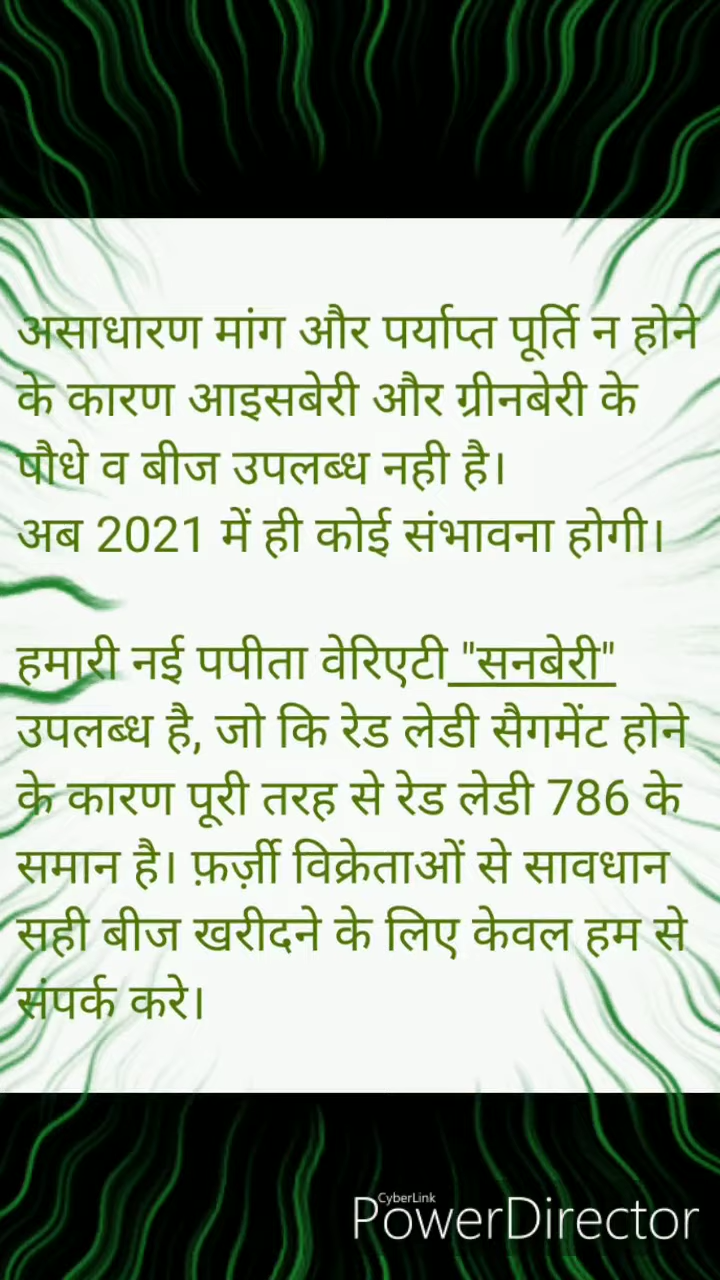 असाधारण मांग और पर्याप्त पूर्ति न होने
के कारण आइसबेरी और ग्रीनबेरी के
पौधे व बीज उपलब्ध नही है।
अब 2021 में ही कोई संभावना होगी।
हमारी नई पपीता वेरिएटी "सनबेरी"
उपलब्ध है, जो कि रेड लेडी सैगमेंट होने
के कारण पूरी तरह से रेड लेडी 786 के
समान है। फ़र्ज़ी विक्रेताओं से सावधान
सही बीज खरीदने के लिए केवल हम से
संपर्क करे।
CyberLink
PowerDirector